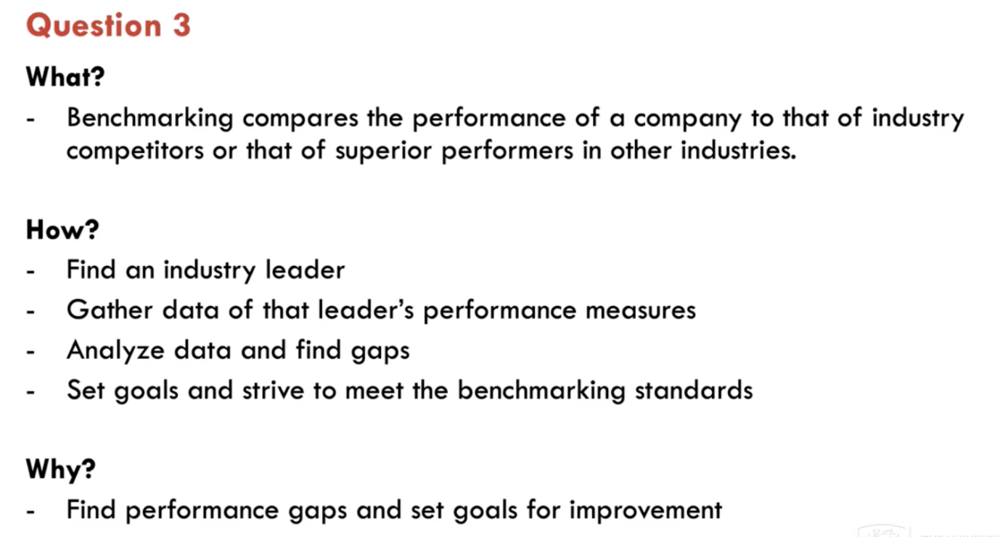 Question 3
What?
- Benchmarking compares the performance of a company to that of industry
competitors or that of superior performers in other industries.
How?
- Find an industry leader
- Gather data of that leader’s performance measures
- Analyze data and find gaps
- Set goals and strive to meet the benchmarking standards
Why?
- Find performance gaps and set goals for improvement